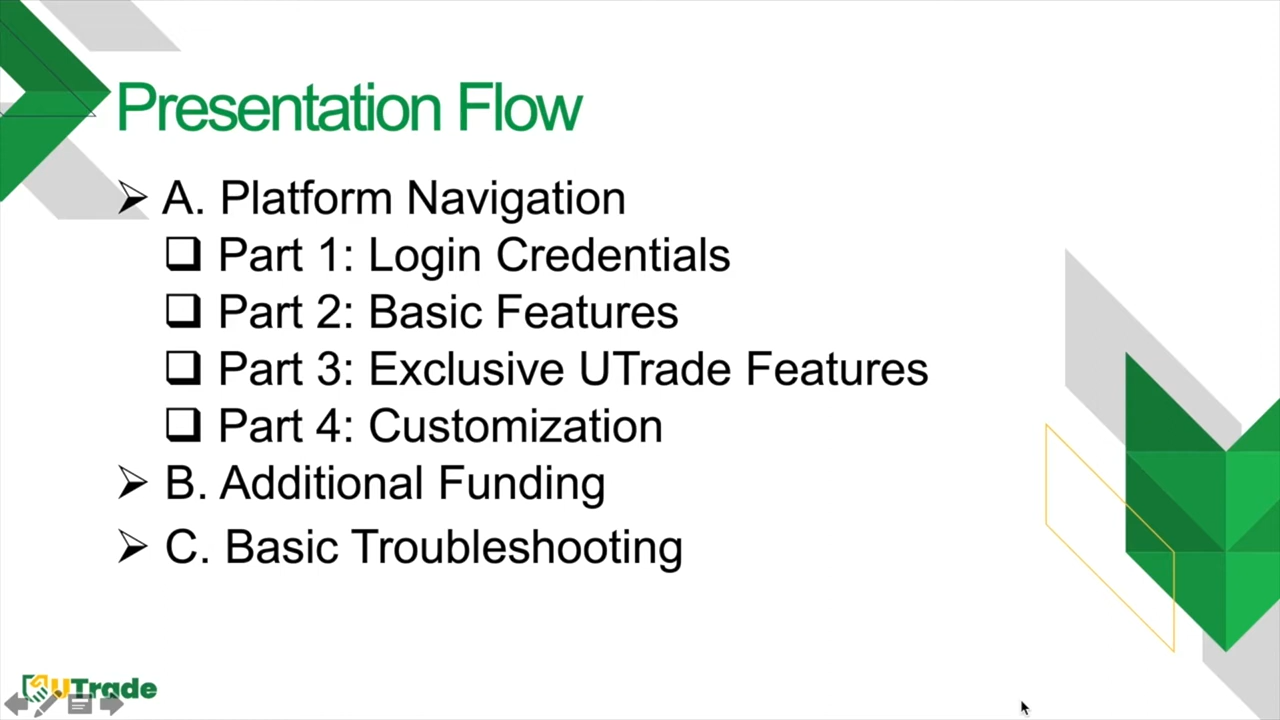 Presentation Flow
A. Platform Navigation
Part 1: Login Credentials
Part 2: Basic Features
Part 3: Exclusive UTrade Features
Part 4: Customization
B. Additional Funding
C. Basic Troubleshooting
UTrade